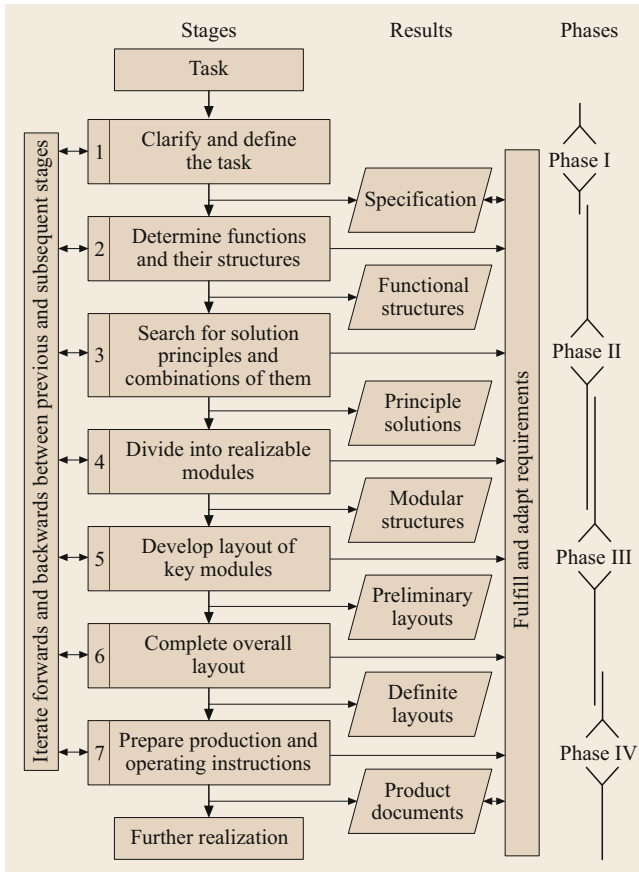 Stages
Results
Phases
Task
1
Clarify and define
the task
Phase I
Specification
2
Determine functions
and their structures
Functional
structures
3
Search for solution
principles and
combinations of them
Phase II
Principle
solutions
4
Divide into realizable
modules
Modular
structures
5
Develop layout of
key modules
Phase III
Preliminary
layouts
6
Complete overall
layout
Definite
layouts
7
Prepare production and
operating instructions
Phase IV
Product
documents
Further realization
Iterate forwards and backwards between previous and subsequent stages
Fulfill and adapt requirements